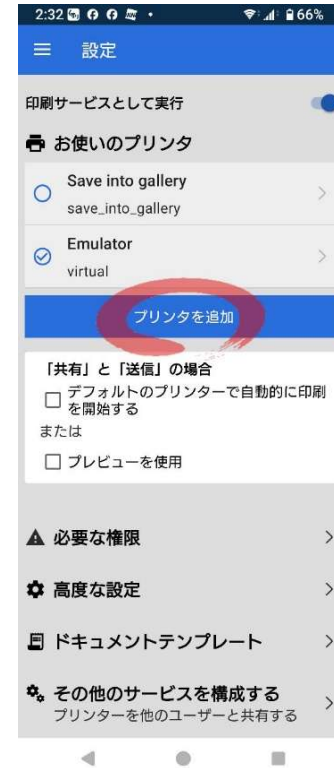 2:32
66%
設定
印刷サービスとして実行
お使いのプリンタ
Save into gallery
save_into_gallery
Emulator
virtual
プリンタを追加
「共有」と「送信」の場合
デフォルトのプリンターで自動的に印刷
を開始する
または
プレビューを使用
必要な権限
高度な設定
ドキュメントテンプレート
その他のサービスを構成する
プリンターを他のユーザーと共有する